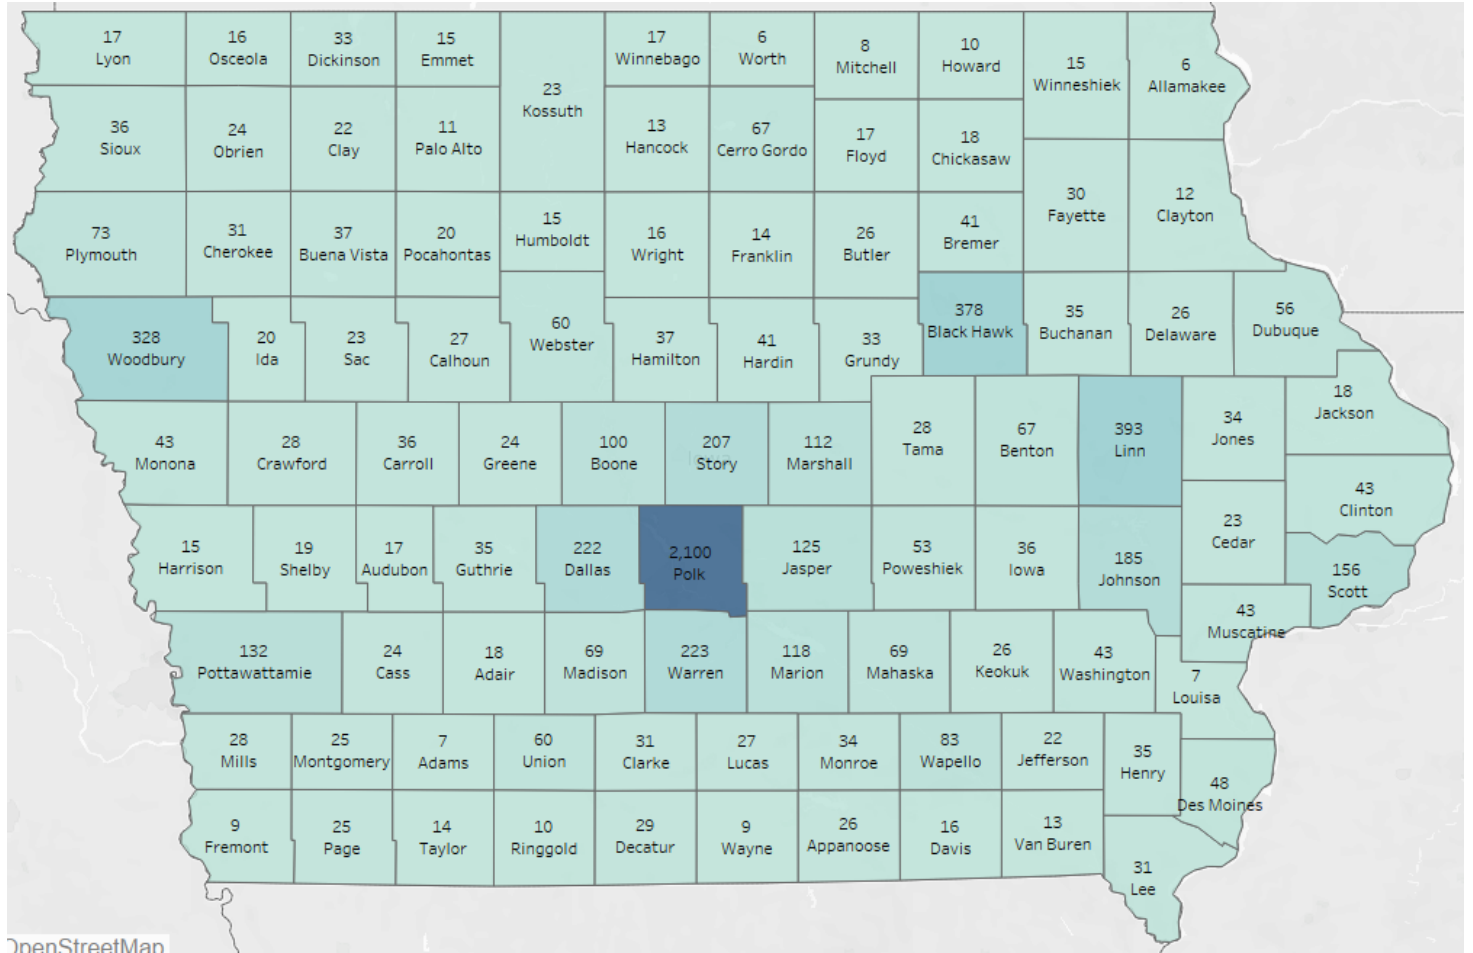 17
Lyon
16
Osceola
33
Dickinson
15
Emmet
23
Kossuth
17
Winnebago
6
Worth
8
Mitchell
10
Howard
15
Winneshiek
6
Allamakee
36
Sioux
24
Obrien
22
Clay
11
Palo Alto
13
Hancock
67
Cerro Gordo
17
Floyd
18
Chickasaw
30
Fayette
12
Clayton
73
Plymouth
31
Cherokee
37
Buena Vista
20
Pocahontas
15
Humboldt
16
Wright
14
Franklin
26
Butler
41
Bremer
328
Woodbury
20
Ida
23
Sac
27
Calhoun
60
Webster
37
Hamilton
41
Hardin
33
Grundy
378
Black Hawk
35
Buchanan
26
Delaware
56
Dubuque
43
Monona
28
Crawford
36
Carroll
24
Greene
100
Boone
207
Story
112
Marshall
28
Tama
67
Benton
393
Linn
34
Jones
18
Jackson
43
Clinton
15
Harrison
19
Shelby
17
Audubon
35
Guthrie
222
Dallas
2,100
Polk
125
Jasper
53
Poweshiek
36
Iowa
185
Johnson
23
Cedar
156
Scott
43
Muscatine
132
Pottawattamie
24
Cass
18
Adair
69
Madison
223
Warren
118
Marion
69
Mahaska
26
Keokuk
43
Washington
7
Louisa
28
Mills
25
Montgomery
7
Adams
60
Union
31
Clarke
27
Lucas
34
Monroe
83
Wapello
22
Jefferson
35
Henry
48
Des Moines
9
Fremont
25
Page
14
Taylor
10
Ringgold
29
Decatur
9
Wayne
26
Appanoose
16
Davis
13
Van Buren
31
Lee
OpenStreetMap